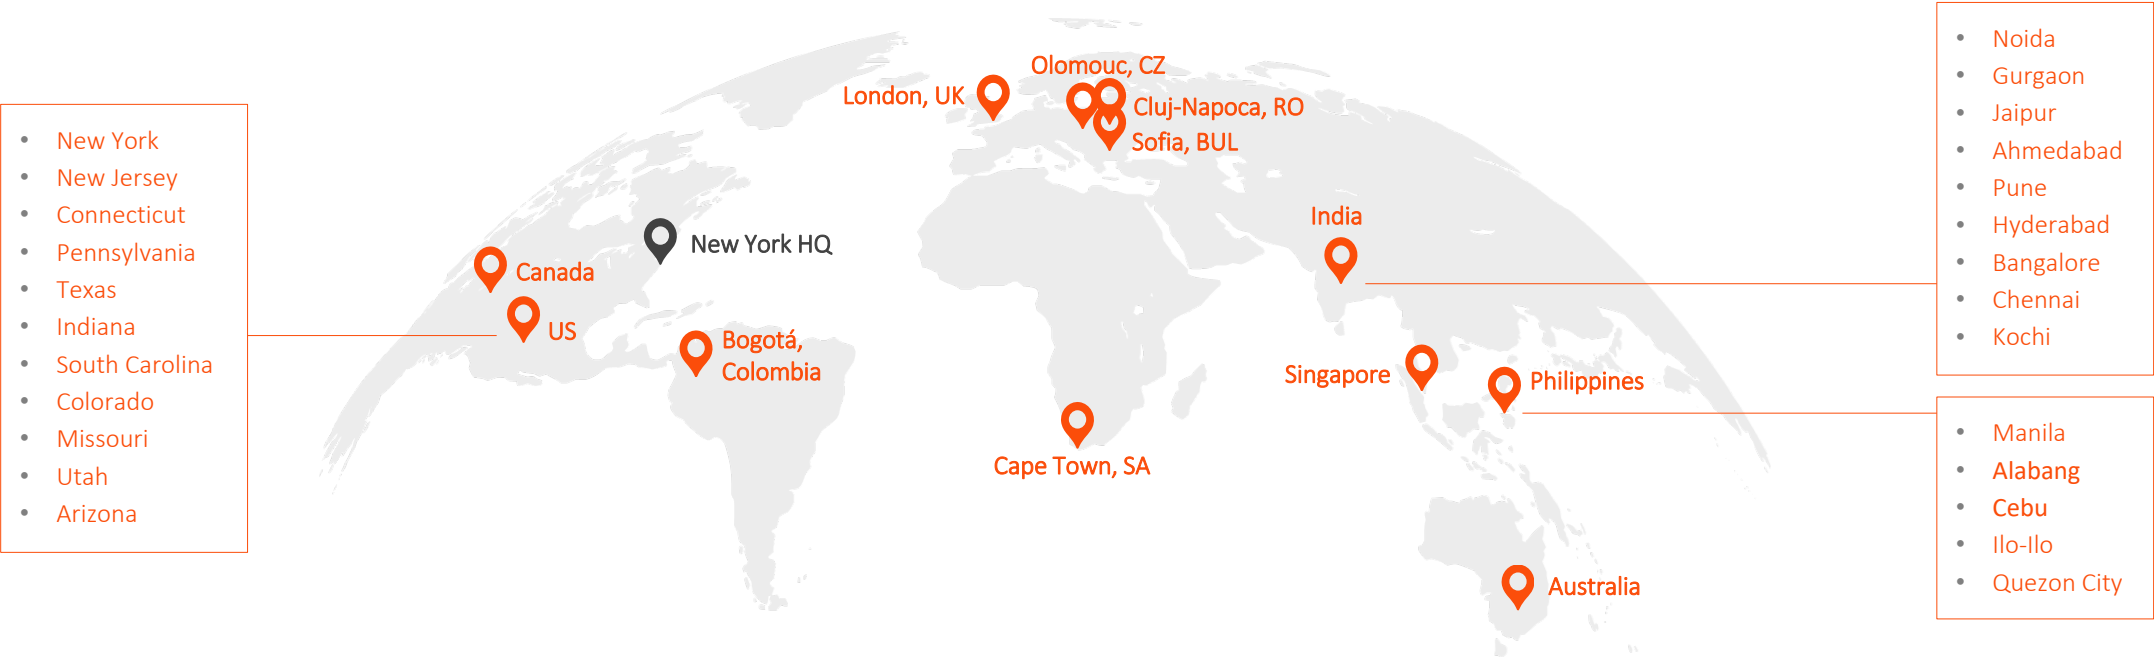 • New York
• New Jersey
• Connecticut
• Pennsylvania
• Texas
• Indiana
• South Carolina
• Colorado
• Missouri
• Utah
• Arizona
Canada
US
New York HQ
Bogotá,
Colombia
London, UK
Olomouc, CZ
Cluj-Napoca, RO
Sofia, BUL
Cape Town, SA
India
Singapore
Philippines
Australia
• Noida
• Gurgaon
• Jaipur
• Ahmedabad
• Pune
• Hyderabad
• Bangalore
• Chennai
• Kochi
• Manila
• Alabang
• Cebu
• Ilo-Ilo
• Quezon City